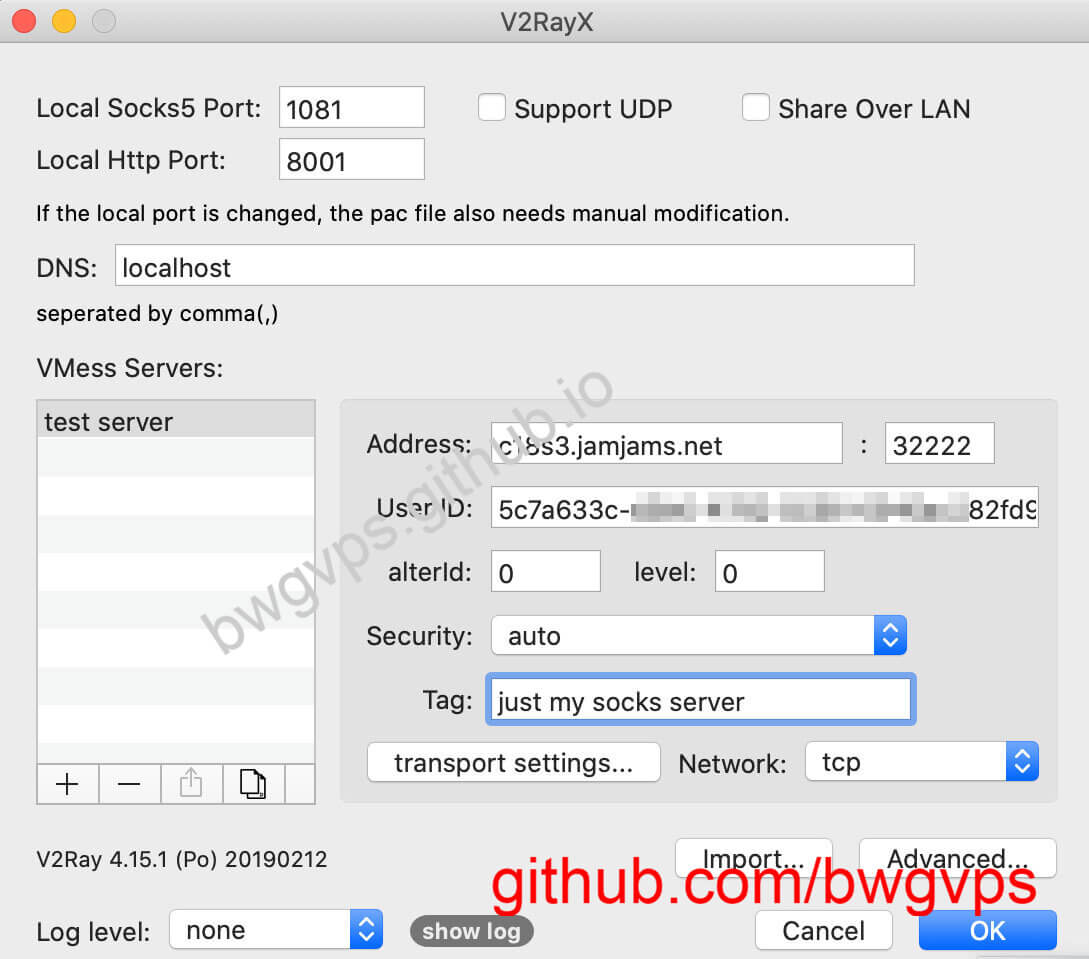 V2RayX
Local Socks5 Port: 1081 Support UDP Share Over LAN
Local Http Port: 8001
If the local port is changed, the pac file also needs manual modification.
DNS: localhost
seperated by comma(,)
VMess Servers:
test server
Address: c18s3.jamjams.net : 32222
User ID: 5c7a633c- 82fd9
alterId: 0 level: 0
Security: auto
Tag: just my socks server
transport settings... Network: tcp
V2Ray 4.15.1 (Po) 20190212
Import... Advanced...
Log level: none show log Cancel OK
bwgvps.github.io
github.com/bwgvps